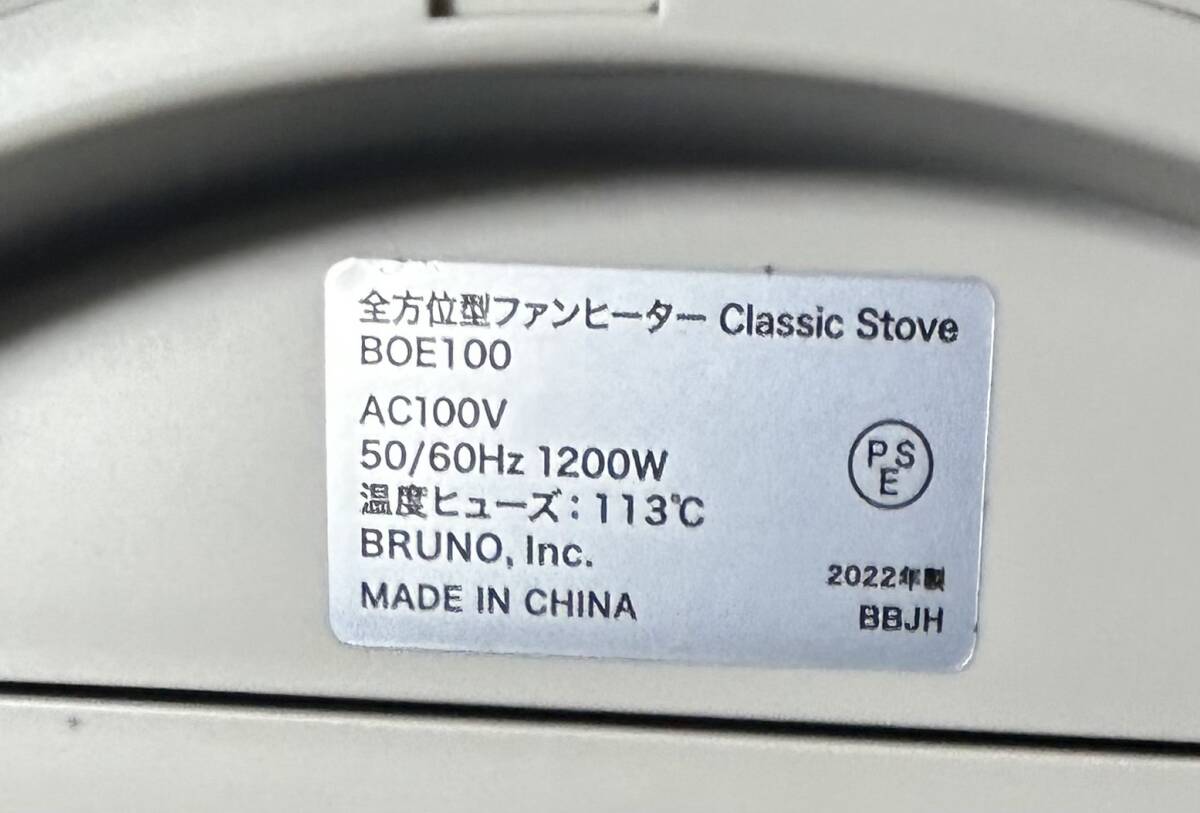 全方位型ファンヒーター Classic Stove
BOE100
AC100V
50/60Hz 1200W
温度ヒューズ：113℃
BRUNO, Inc.
MADE IN CHINA
PS
E
2022年製
BBJH